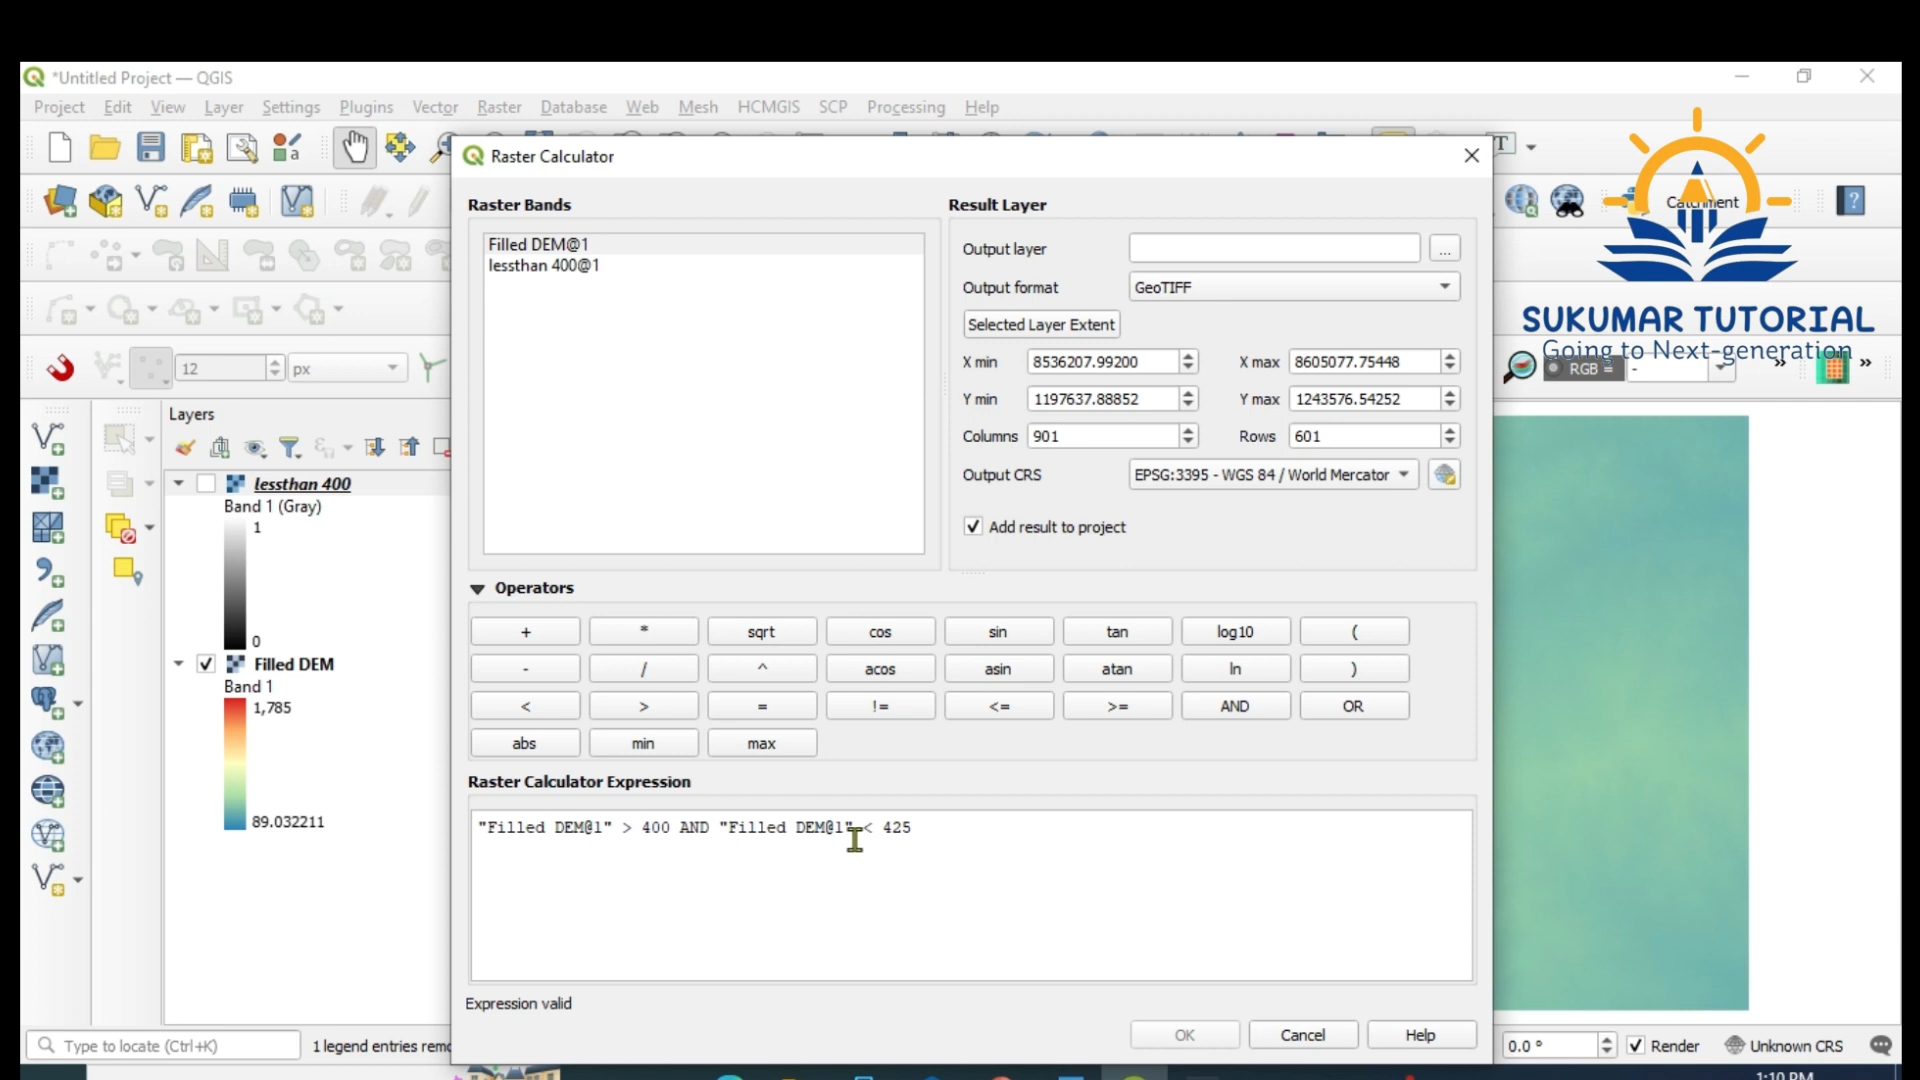 *Untitled Project — QGIS
Project Edit View Layer Settings Plugins Vector Raster Database Web Mesh HCMGIS SCP Processing Help
Raster Calculator
Catchment
SUKUMAR TUTORIAL
Going to Next-generation
12 px
RGB = -
Raster Bands
Filled DEM@1
lessthan 400@1
Result Layer
Output layer ...
Output format GeoTIFF
Selected Layer Extent
X min 8536207.99200 X max 8605077.75448
Y min 1197637.88852 Y max 1243576.54252
Columns 901 Rows 601
Output CRS EPSG:3395 - WGS 84 / World Mercator
Add result to project
Layers
lessthan 400
Band 1 (Gray)
1
0
Filled DEM
Band 1
1,785
89.032211
Operators
+ * sqrt cos sin tan log10 (
- / ^ acos asin atan ln )
< > = != <= >= AND OR
abs min max
Raster Calculator Expression
"Filled DEM@1" > 400 AND "Filled DEM@1" < 425
Expression valid
OK Cancel Help
Type to locate (Ctrl+K) 1 legend entries remo
0.0 ° Render Unknown CRS
1:10 PM